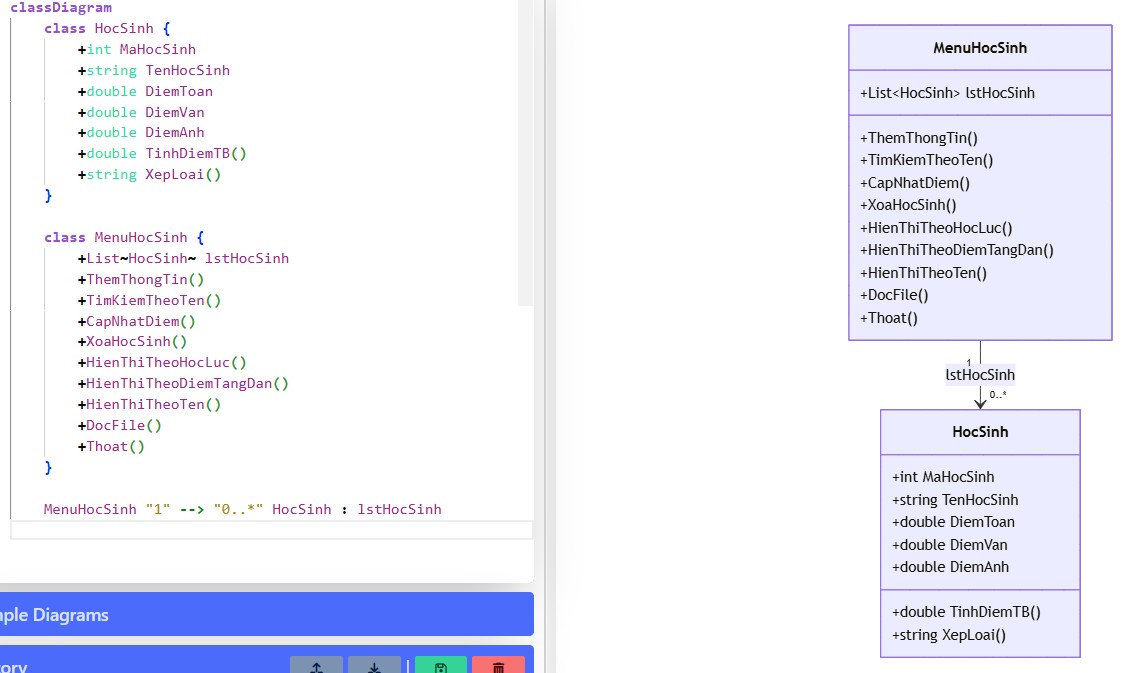 classDiagram
class HocSinh {
+int MaHocSinh
+string TenHocSinh
+double DiemToan
+double DiemVan
+double DiemAnh
+double TinhDiemTB()
+string XepLoai()
}
class MenuHocSinh {
+List~HocSinh~ lstHocSinh
+ThemThongTin()
+TimKiemTheoTen()
+CapNhatDiem()
+XoaHocSinh()
+HienThiTheoHocLuc()
+HienThiTheoDiemTangDan()
+HienThiTheoTen()
+DocFile()
+Thoat()
}
MenuHocSinh "1" --> "0..*" HocSinh : lstHocSinh
ple Diagrams
ory
MenuHocSinh
+List<HocSinh> lstHocSinh
+ThemThongTin()
+TimKiemTheoTen()
+CapNhatDiem()
+XoaHocSinh()
+HienThiTheoHocLuc()
+HienThiTheoDiemTangDan()
+HienThiTheoTen()
+DocFile()
+Thoat()
1
lstHocSinh
0..*
HocSinh
+int MaHocSinh
+string TenHocSinh
+double DiemToan
+double DiemVan
+double DiemAnh
+double TinhDiemTB()
+string XepLoai()